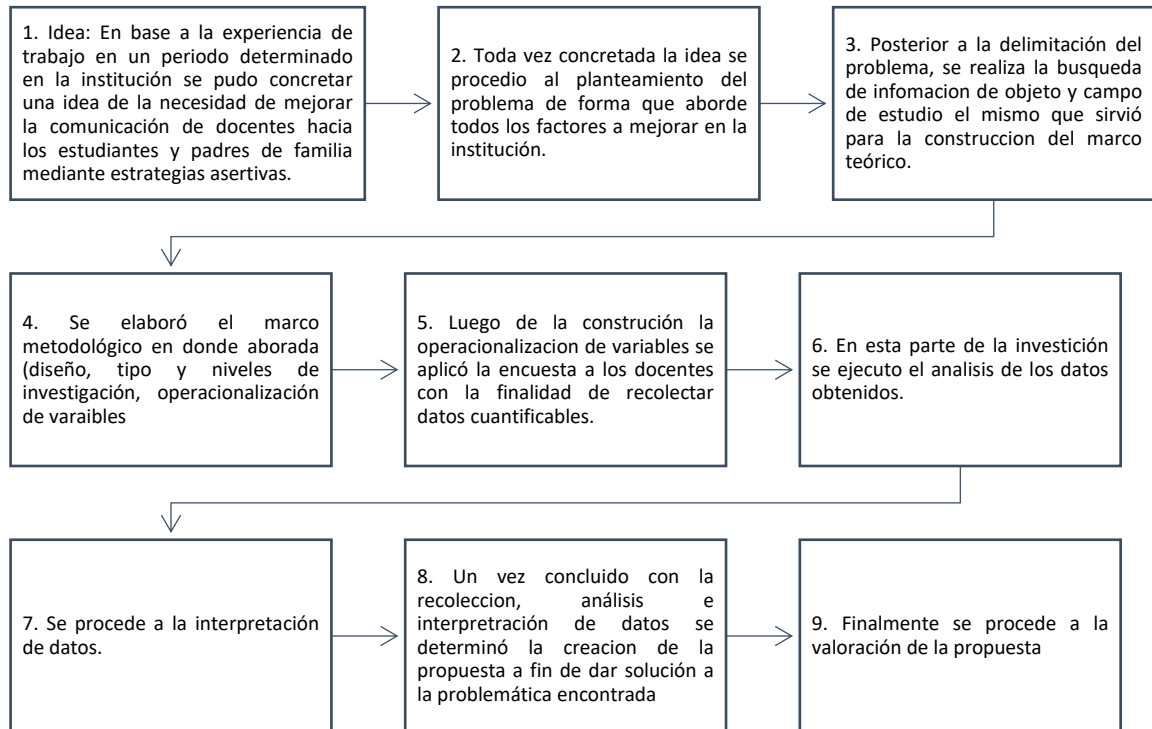 1. Idea: En base a la experiencia de
trabajo en un periodo determinado
en la institución se pudo concretar
una idea de la necesidad de mejorar
la comunicación de docentes hacia
los estudiantes y padres de familia
mediante estrategias asertivas.
2. Toda vez concretada la idea se
procedio al planteamiento del
problema de forma que aborde
todos los factores a mejorar en la
institución.
3. Posterior a la delimitación del
problema, se realiza la busqueda
de infomacion de objeto y campo
de estudio el mismo que sirvió
para la construccion del marco
teórico.
4. Se elaboró el marco
metodológico en donde aborada
(diseño, tipo y niveles de
investigación, operacionalización
de varaibles
5. Luego de la construción la
operacionalizacion de variables se
aplicó la encuesta a los docentes
con la finalidad de recolectar
datos cuantificables.
6. En esta parte de la investición
se ejecuto el analisis de los datos
obtenidos.
7. Se procede a la interpretación
de datos.
8. Un vez concluido con la
recoleccion, análisis e
interpretración de datos se
determinó la creacion de la
propuesta a fin de dar solución a
la problemática encontrada
9. Finalmente se procede a la
valoración de la propuesta